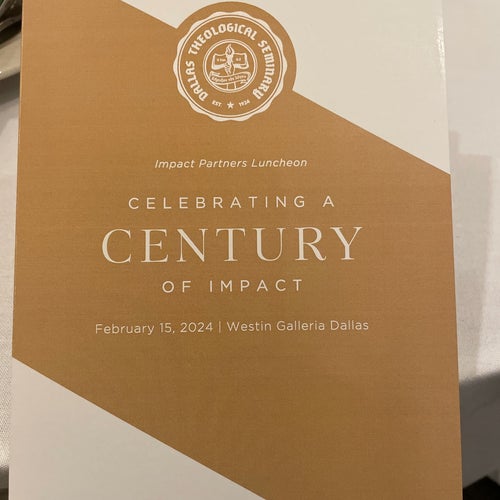 DALLAS THEOLOGICAL SEMINARY
EST. ★ 1924
Impact Partners Luncheon
CELEBRATING A
CENTURY
OF IMPACT
February 15, 2024 | Westin Galleria Dallas